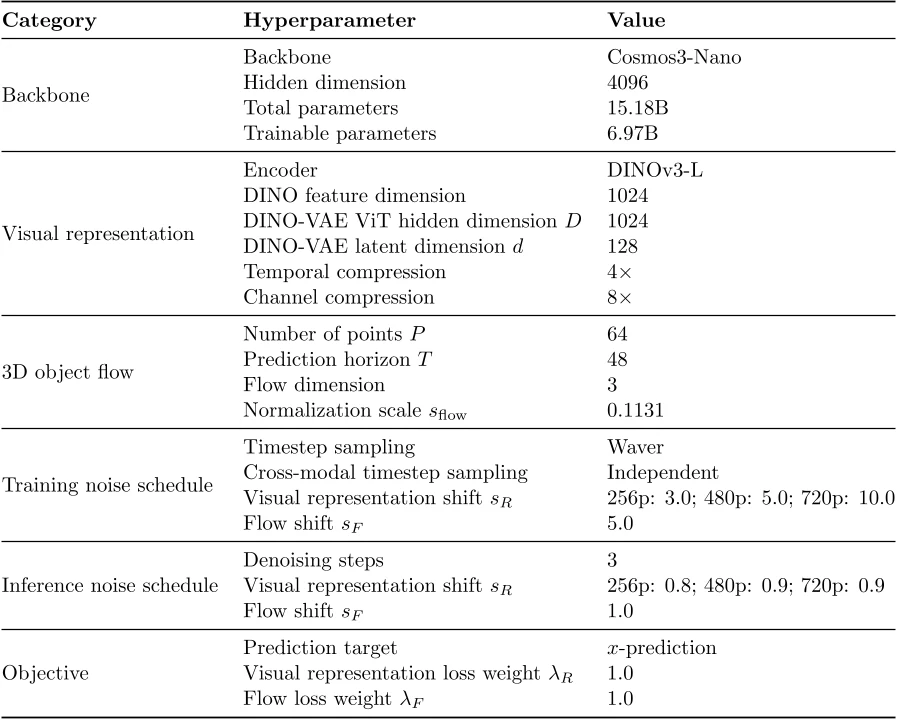 Category Hyperparameter Value
Backbone Backbone Cosmos3-Nano
Hidden dimension 4096
Total parameters 15.18B
Trainable parameters 6.97B
Visual representation Encoder DINOv3-L
DINO feature dimension 1024
DINO-VAE ViT hidden dimension D 1024
DINO-VAE latent dimension d 128
Temporal compression 4×
Channel compression 8×
3D object flow Number of points P 64
Prediction horizon T 48
Flow dimension 3
Normalization scale s_flow 0.1131
Training noise schedule Timestep sampling Waver
Cross-modal timestep sampling Independent
Visual representation shift s_R 256p: 3.0; 480p: 5.0; 720p: 10.0
Flow shift s_F 5.0
Inference noise schedule Denoising steps 3
Visual representation shift s_R 256p: 0.8; 480p: 0.9; 720p: 0.9
Flow shift s_F 1.0
Objective Prediction target x-prediction
Visual representation loss weight λ_R 1.0
Flow loss weight λ_F 1.0